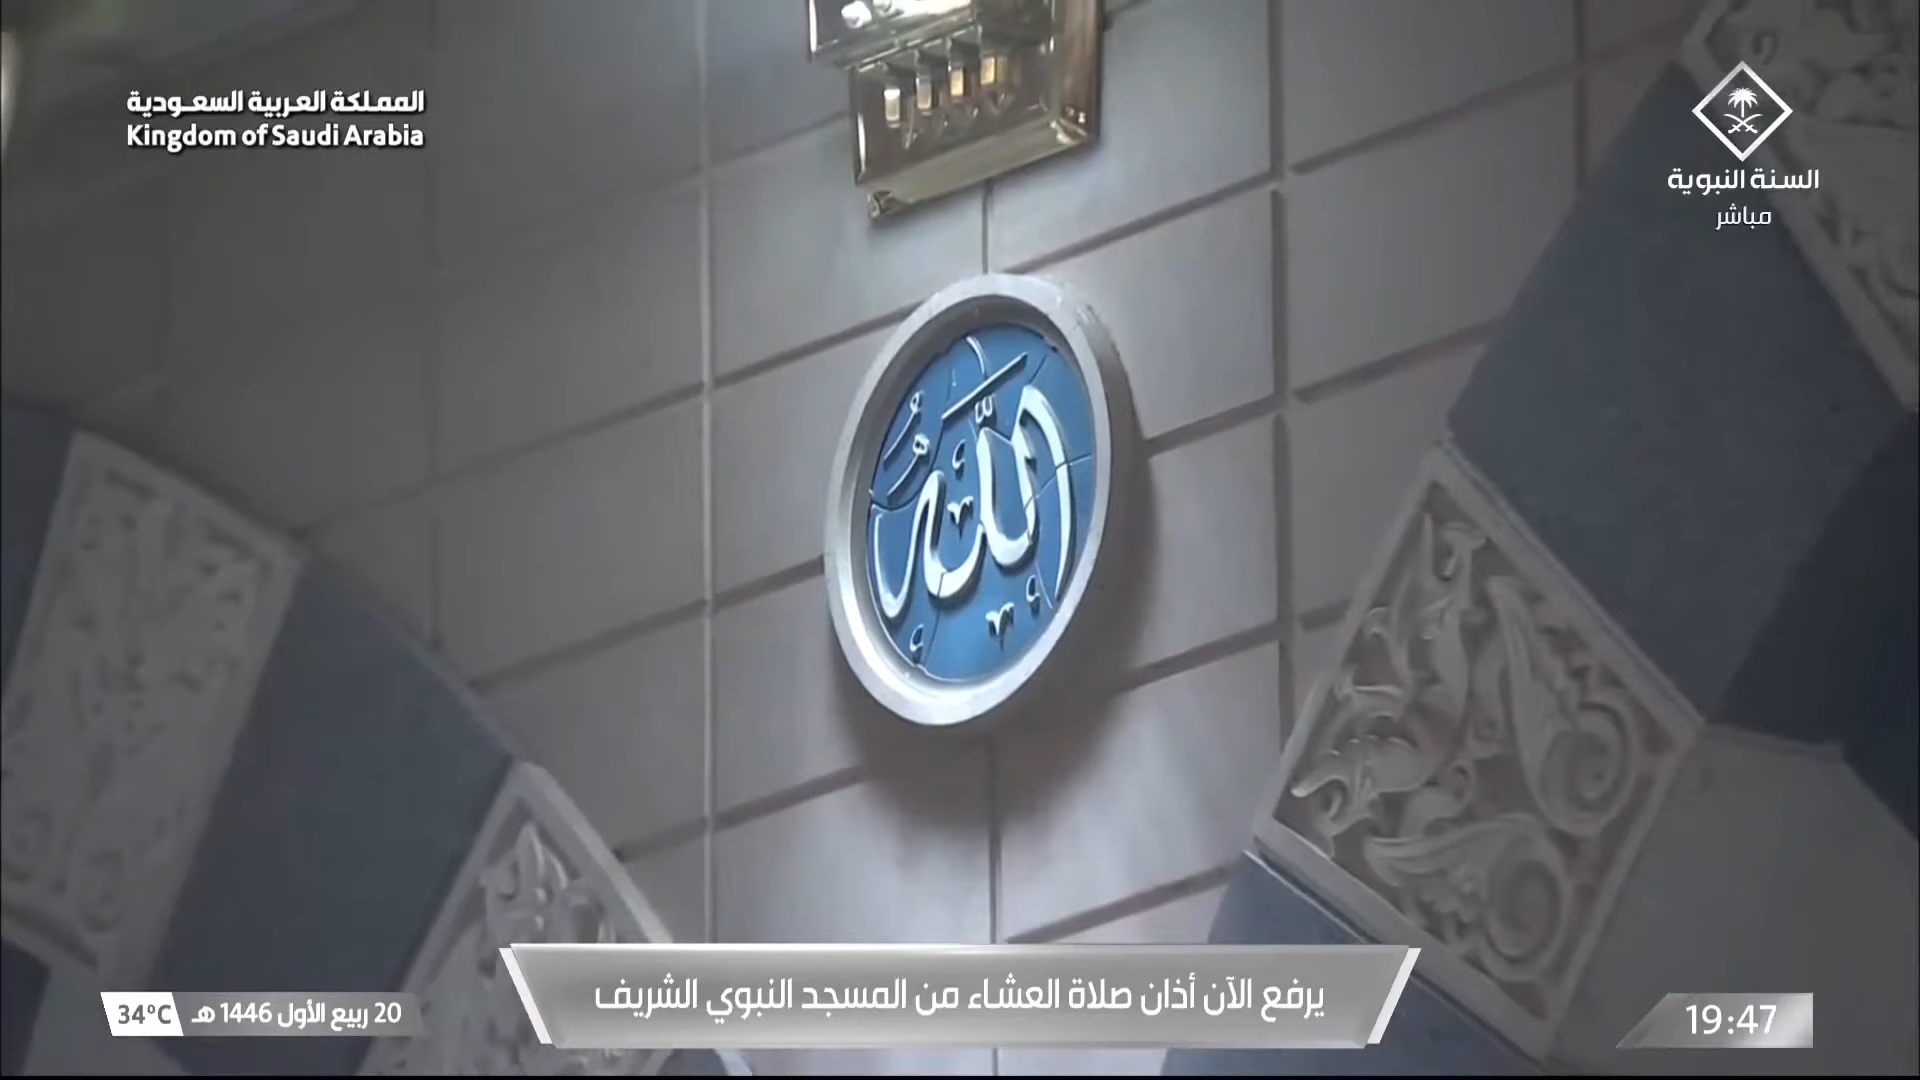 المملكة العربية السعودية
Kingdom of Saudi Arabia
السنة النبوية
مباشر
الله
يرفع الآن أذان صلاة العشاء من المسجد النبوي الشريف
34°C
20 ربيع الأول 1446 هـ
19:47